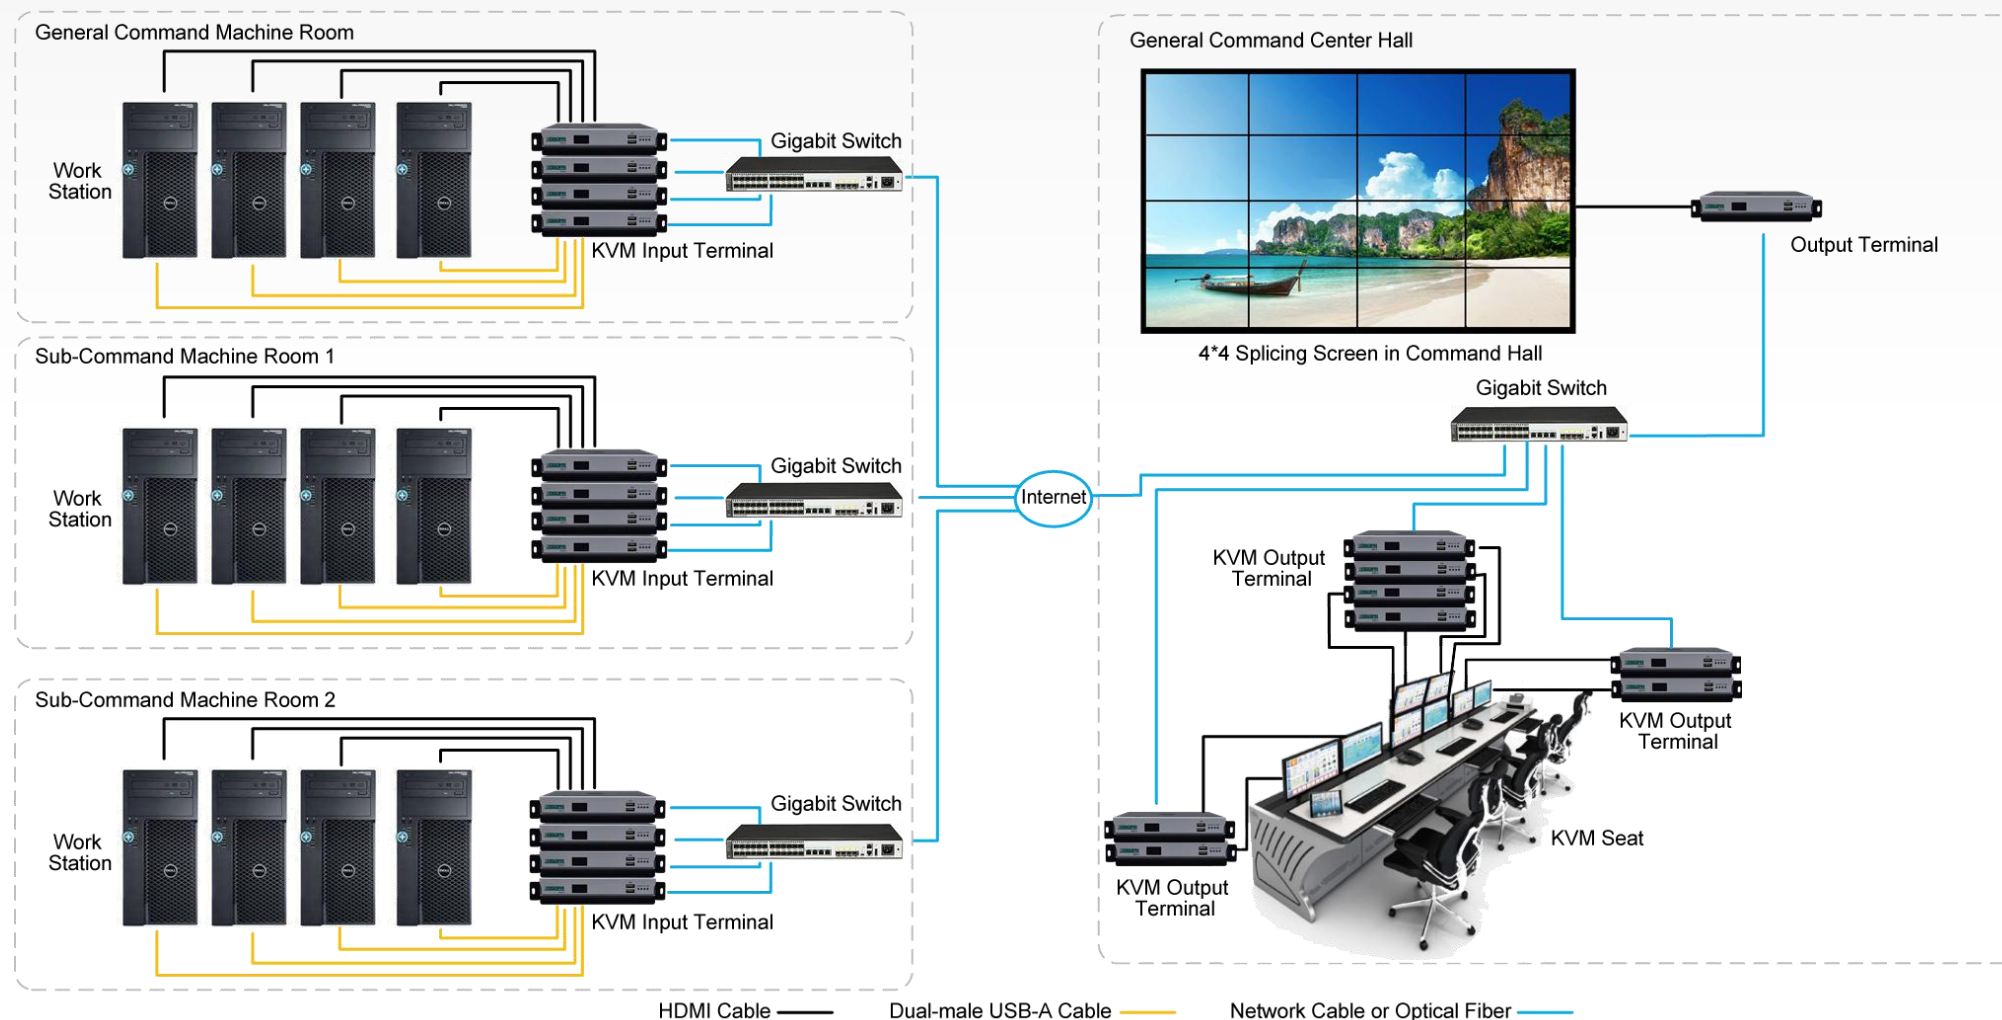 General Command Machine Room
Work
Station
Gigabit Switch
KVM Input Terminal
Sub-Command Machine Room 1
Work
Station
Gigabit Switch
KVM Input Terminal
Sub-Command Machine Room 2
Work
Station
Gigabit Switch
KVM Input Terminal
Internet
General Command Center Hall
Output Terminal
4*4 Splicing Screen in Command Hall
Gigabit Switch
KVM Output
Terminal
KVM Output
Terminal
KVM Seat
KVM Output
Terminal
HDMI Cable
Dual-male USB-A Cable
Network Cable or Optical Fiber